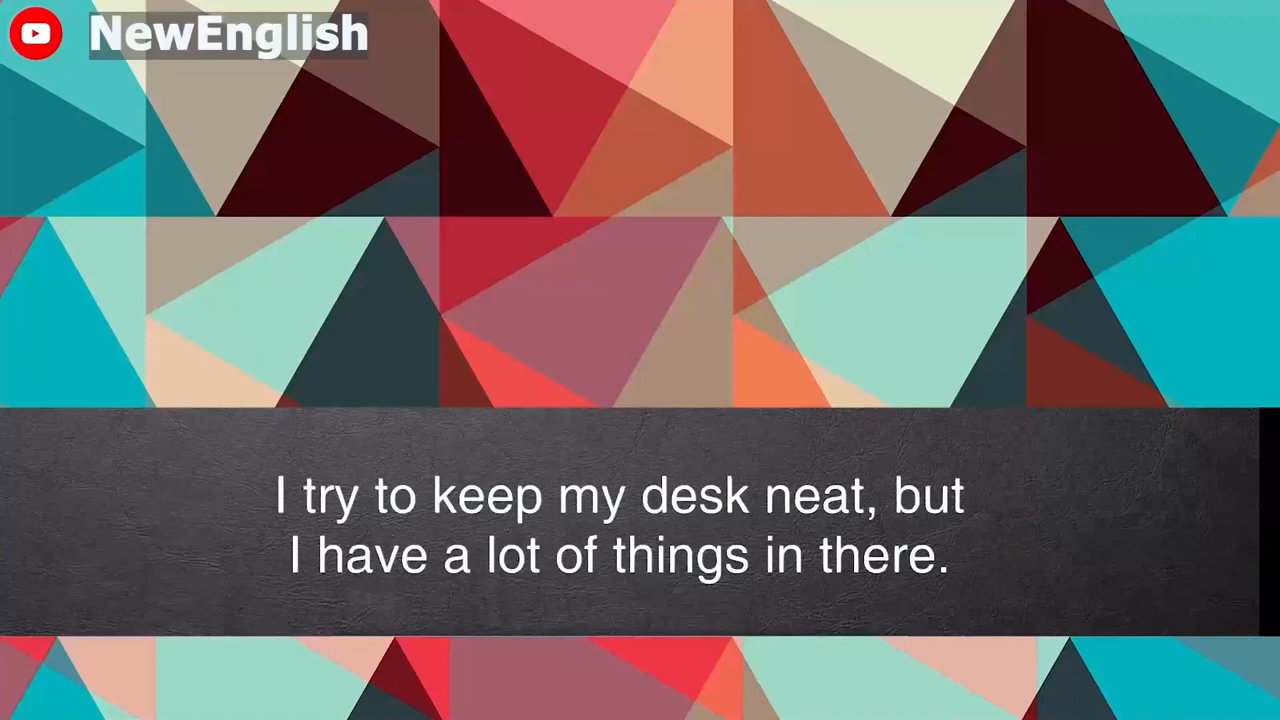 NewEnglish
I try to keep my desk neat, but
I have a lot of things in there.